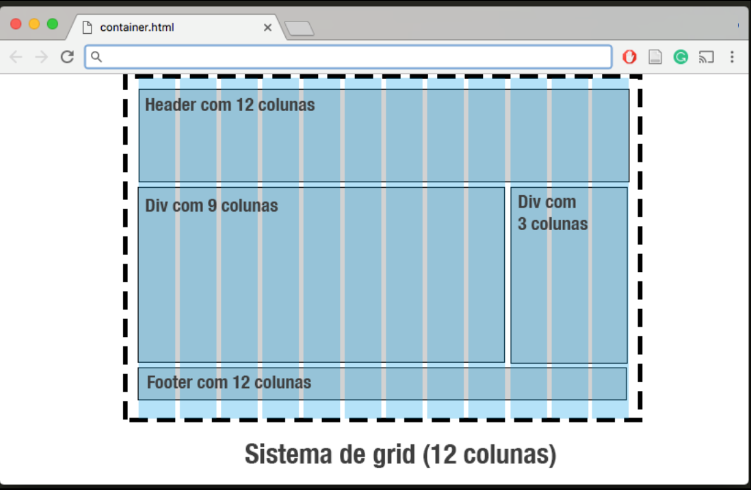 container.html
Header com 12 colunas
Div com 9 colunas
Div com
3 colunas
Footer com 12 colunas
Sistema de grid (12 colunas)